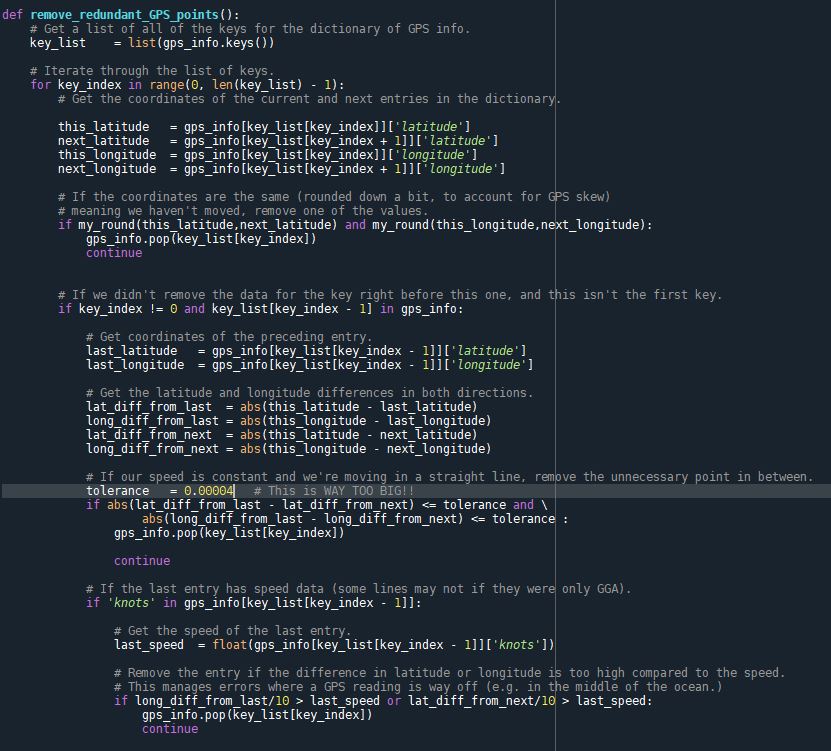 def remove_redundant_GPS_points():
    # Get a list of all of the keys for the dictionary of GPS info.
    key_list    = list(gps_info.keys())

    # Iterate through the list of keys.
    for key_index in range(0, len(key_list) - 1):
        # Get the coordinates of the current and next entries in the dictionary.

        this_latitude   = gps_info[key_list[key_index]]['latitude']
        next_latitude   = gps_info[key_list[key_index + 1]]['latitude']
        this_longitude  = gps_info[key_list[key_index]]['longitude']
        next_longitude  = gps_info[key_list[key_index + 1]]['longitude']

        # If the coordinates are the same (rounded down a bit, to account for GPS skew)
        # meaning we haven't moved, remove one of the values.
        if my_round(this_latitude,next_latitude) and my_round(this_longitude,next_longitude):
            gps_info.pop(key_list[key_index])
            continue


        # If we didn't remove the data for the key right before this one, and this isn't the first key.
        if key_index != 0 and key_list[key_index - 1] in gps_info:

            # Get coordinates of the preceding entry.
            last_latitude   = gps_info[key_list[key_index - 1]]['latitude']
            last_longitude  = gps_info[key_list[key_index - 1]]['longitude']

            # Get the latitude and longitude differences in both directions.
            lat_diff_from_last  = abs(this_latitude - last_latitude)
            long_diff_from_last = abs(this_longitude - last_longitude)
            lat_diff_from_next  = abs(this_latitude - next_latitude)
            long_diff_from_next = abs(this_longitude - next_longitude)

            # If our speed is constant and we're moving in a straight line, remove the unnecessary point in between.
            tolerance   = 0.00004   # This is WAY TOO BIG!!
            if abs(lat_diff_from_last - lat_diff_from_next) <= tolerance and \
                    abs(long_diff_from_last - long_diff_from_next) <= tolerance :
                gps_info.pop(key_list[key_index])

                continue

            # If the last entry has speed data (some lines may not if they were only GGA).
            if 'knots' in gps_info[key_list[key_index - 1]]:

                # Get the speed of the last entry.
                last_speed  = float(gps_info[key_list[key_index - 1]]['knots'])

                # Remove the entry if the difference in latitude or longitude is too high compared to the speed.
                # This manages errors where a GPS reading is way off (e.g. in the middle of the ocean.)
                if long_diff_from_last/10 > last_speed or lat_diff_from_next/10 > last_speed:
                    gps_info.pop(key_list[key_index])
                    continue